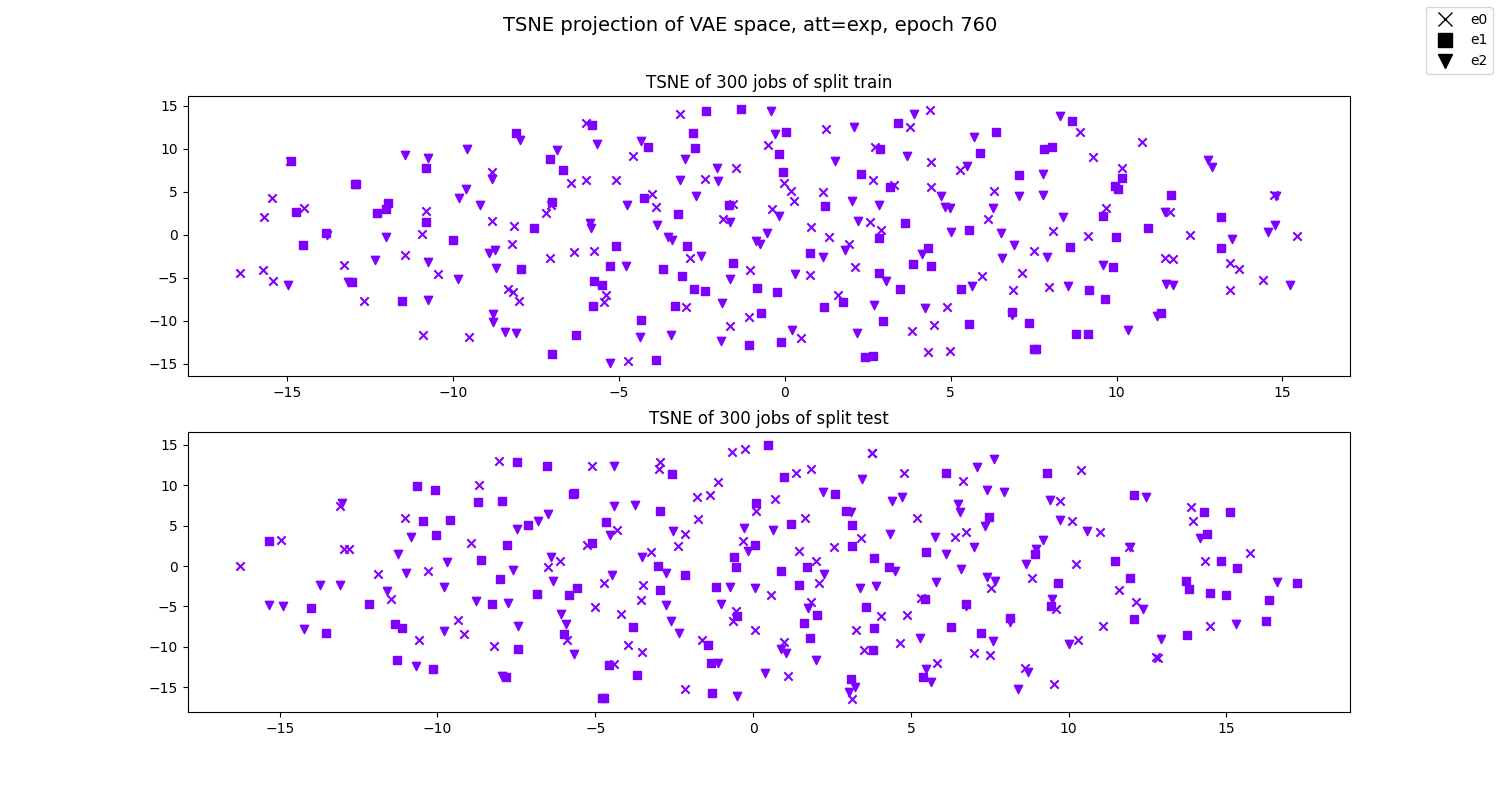 TSNE projection of VAE space, att=exp, epoch 760
e0
e1
e2
TSNE of 300 jobs of split train
15
10
5
0
−5
−10
−15
−15 −10 −5 0 5 10 15
TSNE of 300 jobs of split test
15
10
5
0
−5
−10
−15
−15 −10 −5 0 5 10 15